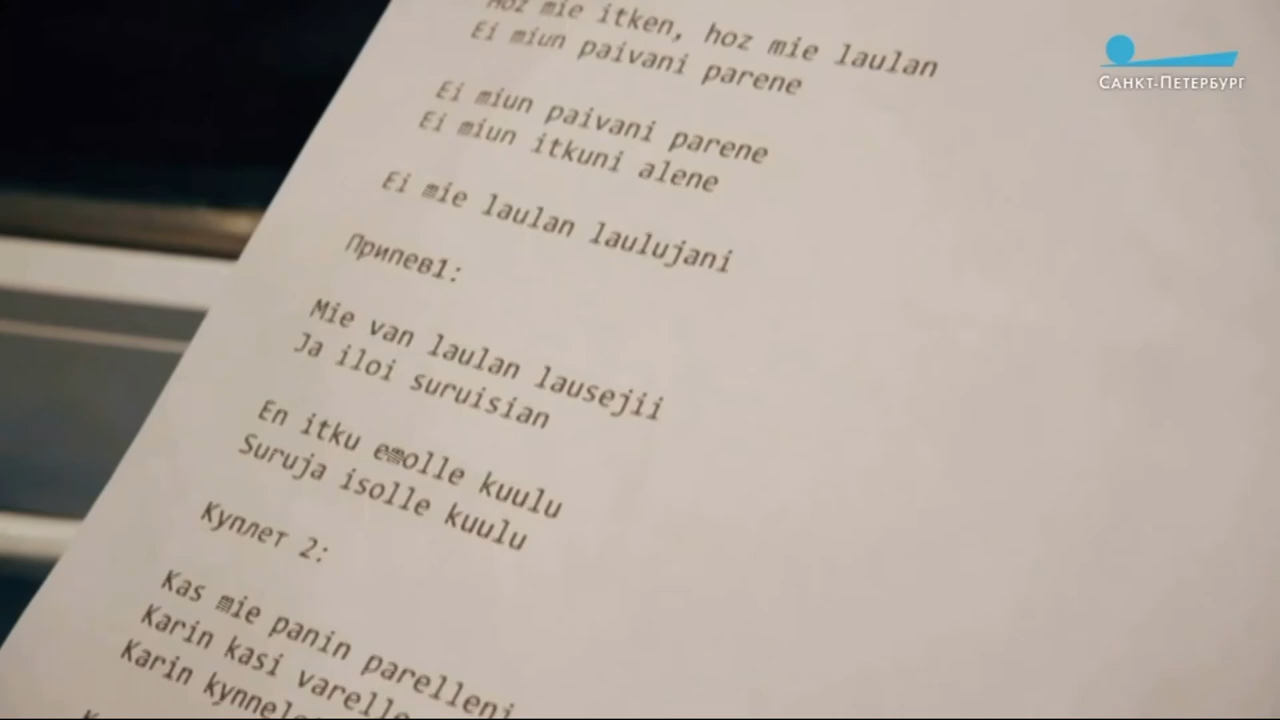 Hoz mie itken, hoz mie laulan
Ei miun paivani parene
Ei miun paivani parene
Ei miun itkuni alene
Ei mie laulan laulujani
Припев1:
Mie van laulan lausejii
Ja iloi suruisian
En itku emolle kuulu
Suruja isolle kuulu
Куплет 2:
Kas mie panin parelleni
Karin kasi varelle
Karin
Санкт-Петербург